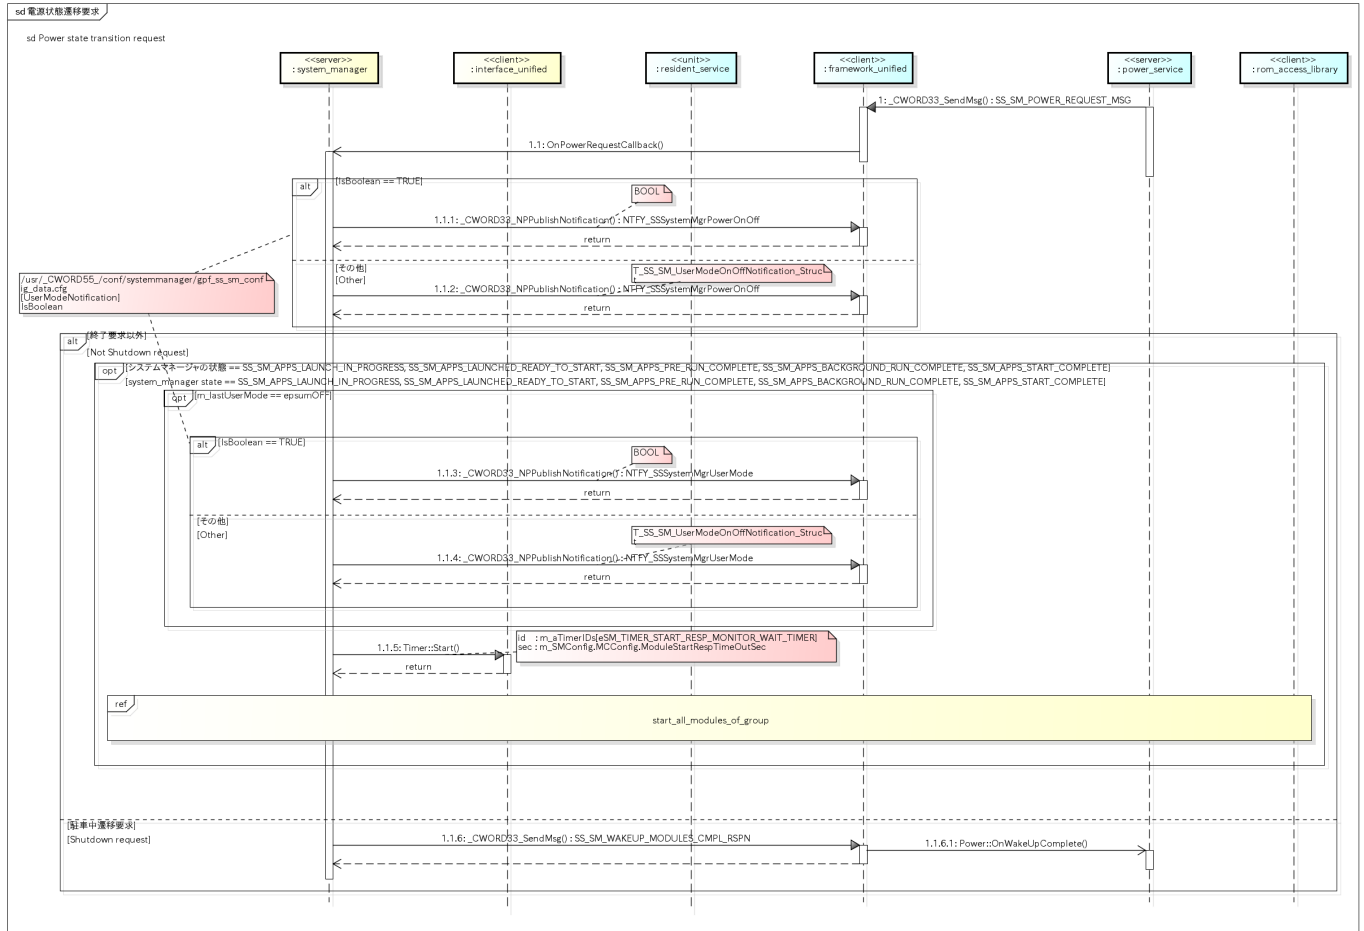 sd 電源状態遷移要求
sd Power state transition request
<<server>>
: system_manager
<<client>>
: interface_unified
<<unit>>
: resident_service
<<client>>
: framework_unified
<<server>>
: power_service
<<client>>
: rom_access_library
1: _CWORD33_SendMsg() : SS_SM_POWER_REQUEST_MSG
1.1: OnPowerRequestCallback()
alt
[IsBoolean == TRUE]
BOOL
1.1.1: _CWORD33_NPPublishNotification() : NTFY_SSSystemMgrPowerOnOff
return
[その他]
[Other]
T_SS_SM_UserModeOnOffNotification_Struc
t
1.1.2: _CWORD33_NPPublishNotification() : NTFY_SSSystemMgrPowerOnOff
return
/usr/_CWORD55_/conf/systemmanager/gpf_ss_sm_conf
ig_data.cfg
[UserModeNotification]
IsBoolean
alt
[終了要求以外]
[Not Shutdown request]
opt
[システムマネージャの状態 == SS_SM_APPS_LAUNCH_IN_PROGRESS, SS_SM_APPS_LAUNCHED_READY_TO_START, SS_SM_APPS_PRE_RUN_COMPLETE, SS_SM_APPS_BACKGROUND_RUN_COMPLETE, SS_SM_APPS_START_COMPLETE]
[system_manager state == SS_SM_APPS_LAUNCH_IN_PROGRESS, SS_SM_APPS_LAUNCHED_READY_TO_START, SS_SM_APPS_PRE_RUN_COMPLETE, SS_SM_APPS_BACKGROUND_RUN_COMPLETE, SS_SM_APPS_START_COMPLETE]
opt
[m_lastUserMode == epsumOFF]
alt
[IsBoolean == TRUE]
BOOL
1.1.3: _CWORD33_NPPublishNotification() : NTFY_SSSystemMgrUserMode
return
[その他]
[Other]
T_SS_SM_UserModeOnOffNotification_Struc
t
1.1.4: _CWORD33_NPPublishNotification() : NTFY_SSSystemMgrUserMode
return
id : m_aTimerIDs[eSM_TIMER_START_RESP_MONITOR_WAIT_TIMER]
sec : m_SMConfig.MCConfig.ModuleStartRespTimeOutSec
1.1.5: Timer::Start()
return
ref
start_all_modules_of_group
[駐車中遷移要求]
[Shutdown request]
1.1.6: _CWORD33_SendMsg() : SS_SM_WAKEUP_MODULES_CMPL_RSPN
1.1.6.1: Power::OnWakeUpComplete()